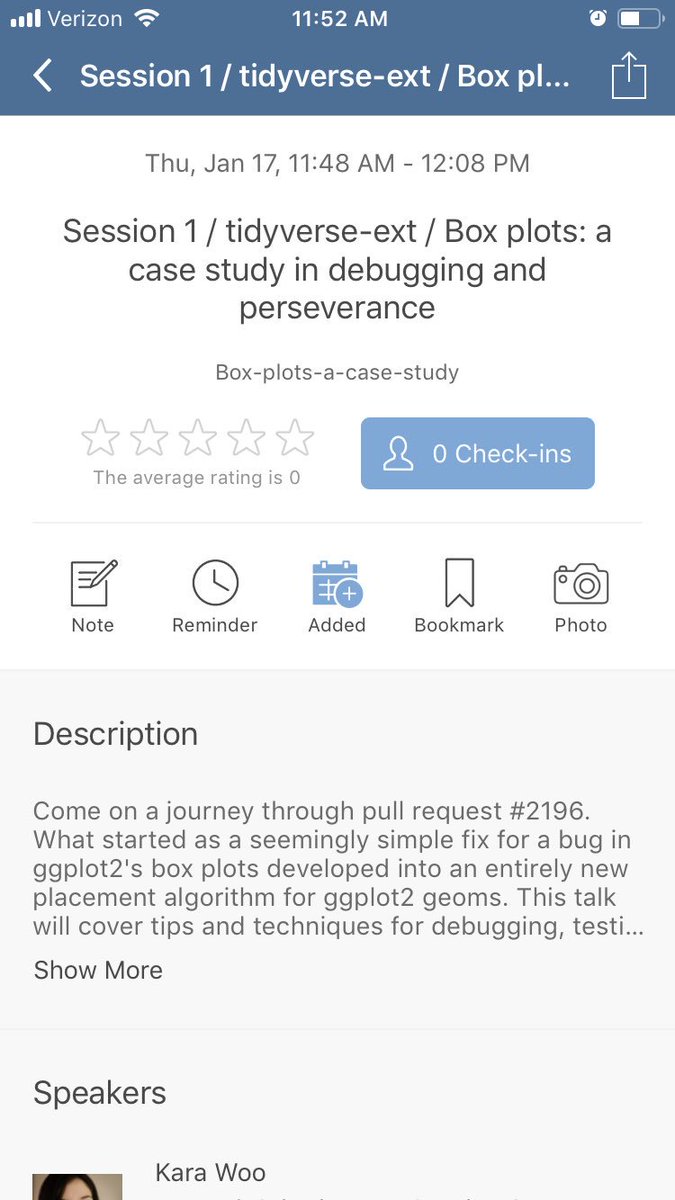 Verizon 11:52 AM
Session 1 / tidyverse-ext / Box pl...
Thu, Jan 17, 11:48 AM - 12:08 PM
Session 1 / tidyverse-ext / Box plots: a
case study in debugging and
perseverance
Box-plots-a-case-study
The average rating is 0
0 Check-ins
Note Reminder Added Bookmark Photo
Description
Come on a journey through pull request #2196.
What started as a seemingly simple fix for a bug in
ggplot2's box plots developed into an entirely new
placement algorithm for ggplot2 geoms. This talk
will cover tips and techniques for debugging, testi...
Show More
Speakers
Kara Woo